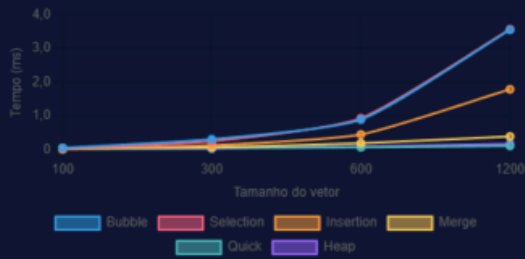 4,0
3,0
2,0
1,0
0
Tempo (ms)
100 300 600 1200
Tamanho do vetor
Bubble Selection Insertion Merge
Quick Heap